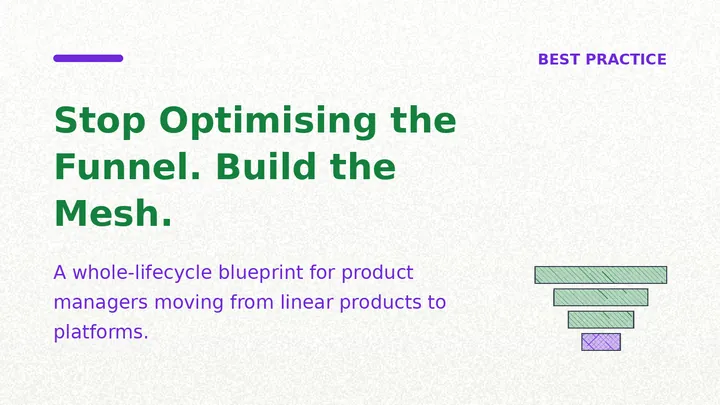 BEST PRACTICE
Stop Optimising the
Funnel. Build the
Mesh.
A whole-lifecycle blueprint for product
managers moving from linear products to
platforms.